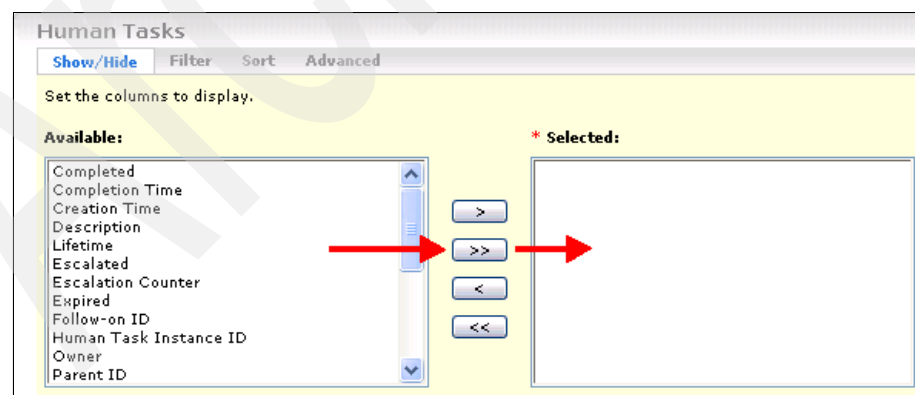 Human Tasks
Show/Hide Filter Sort Advanced
Set the columns to display.
Available: * Selected:
Completed
Completion Time
Creation Time
Description
Lifetime
Escalated
Escalation Counter
Expired
Follow-on ID
Human Task Instance ID
Owner
Parent ID
>
>>
<
<<